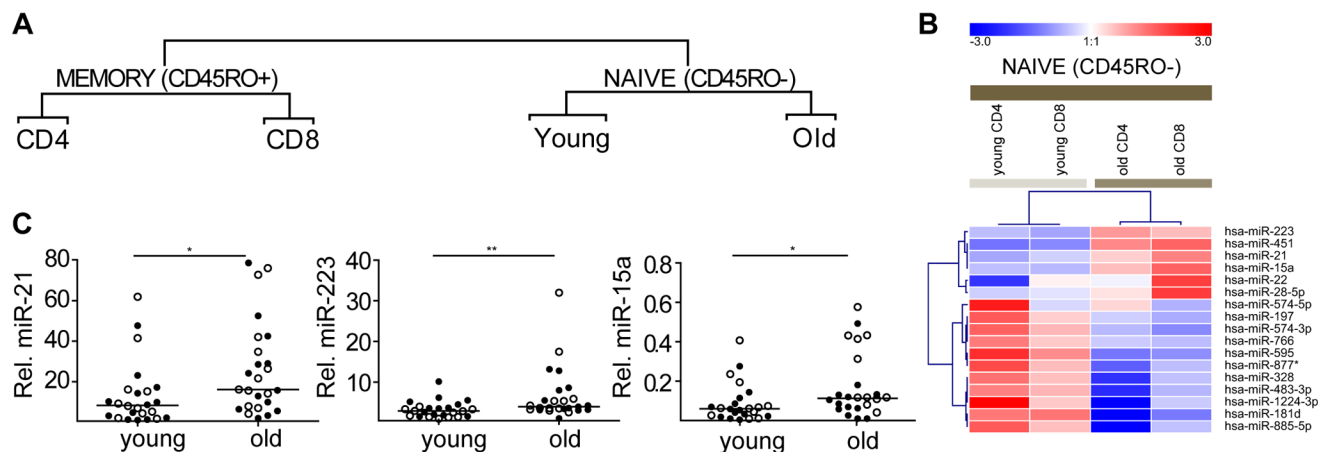 A
MEMORY (CD45RO+)
NAIVE (CD45RO-)
CD4
CD8
Young
Old
B
-3.0
1:1
3.0
NAIVE (CD45RO-)
young CD4
young CD8
old CD4
old CD8
hsa-miR-223
hsa-miR-451
hsa-miR-21
hsa-miR-15a
hsa-miR-22
hsa-miR-28-5p
hsa-miR-574-5p
hsa-miR-197
hsa-miR-574-3p
hsa-miR-766
hsa-miR-595
hsa-miR-877*
hsa-miR-328
hsa-miR-483-3p
hsa-miR-1224-3p
hsa-miR-181d
hsa-miR-885-5p
C
Rel. miR-21
80
60
40
20
*
young
old
Rel. miR-223
40
30
20
10
**
young
old
Rel. miR-15a
0.8
0.6
0.4
0.2
*
young
old